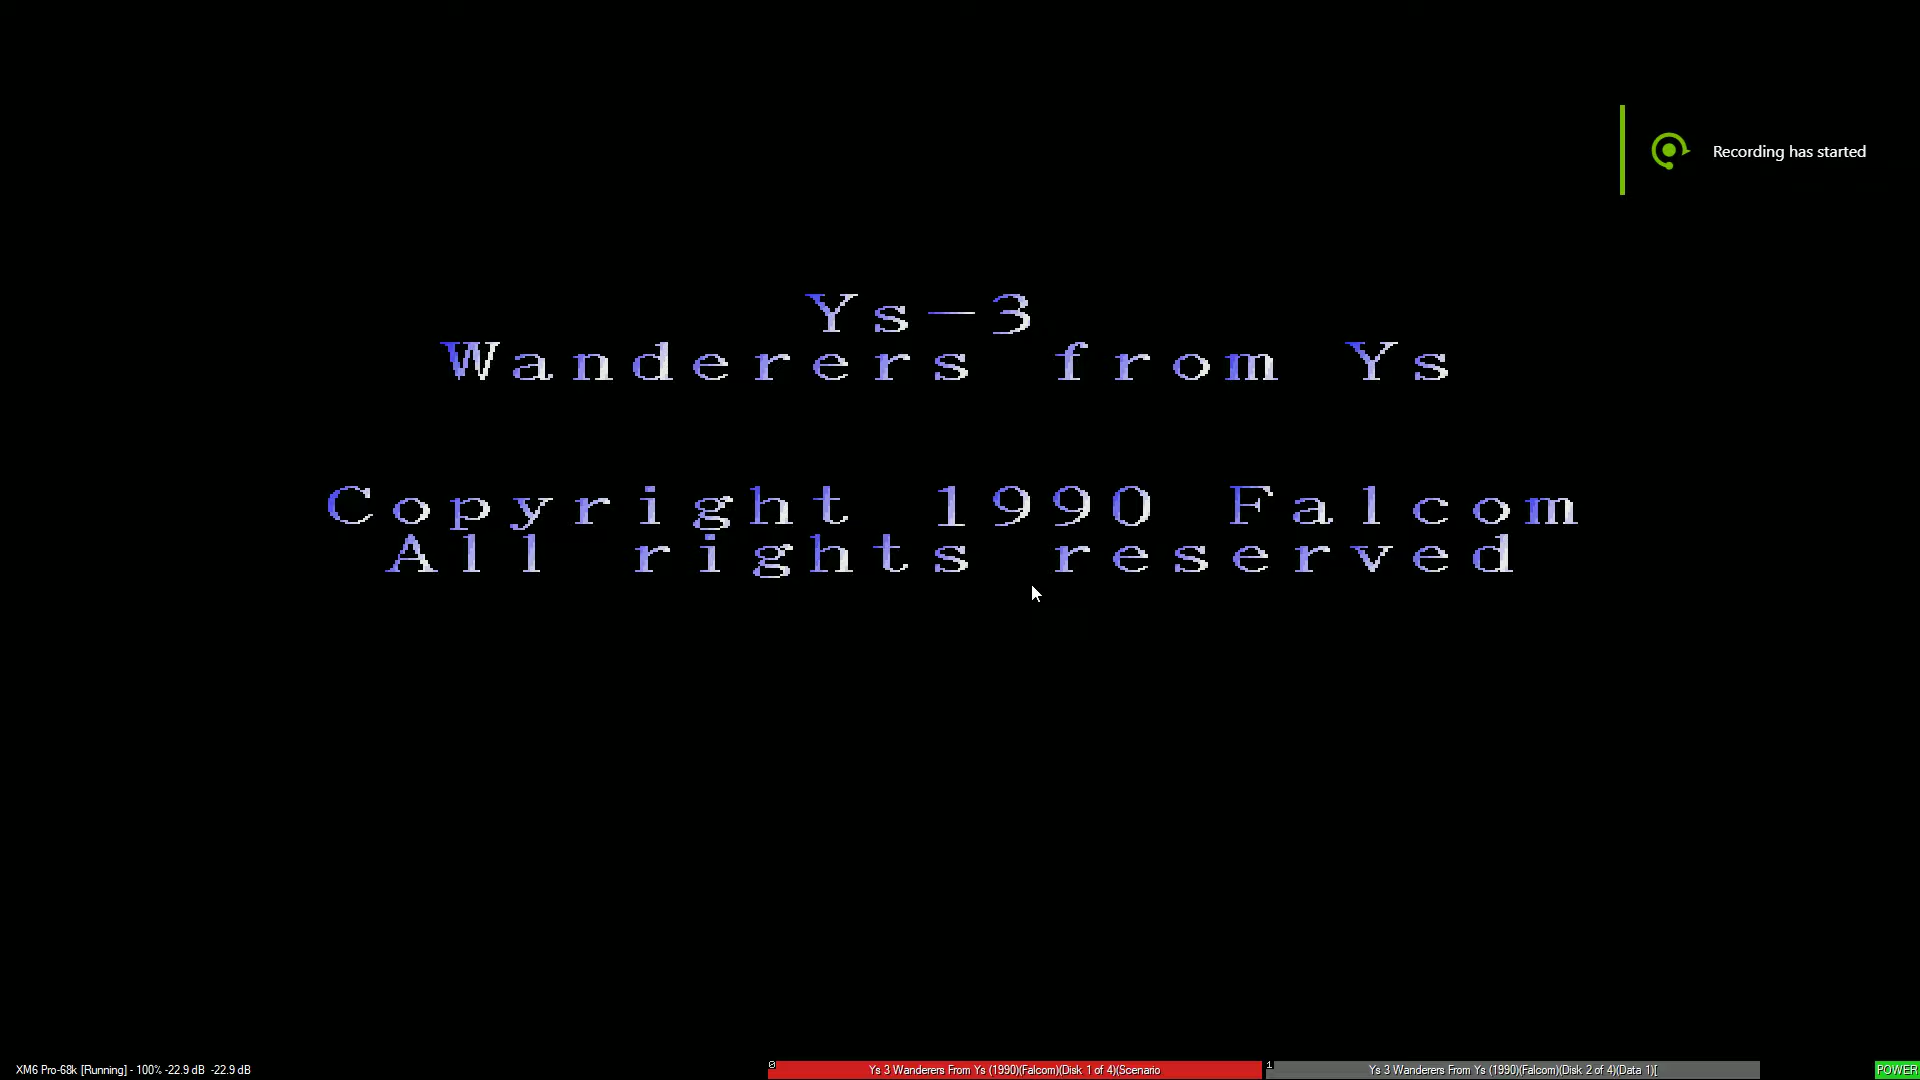 Recording has started
Ys-3
Wanderers from Ys
Copyright 1990 Falcom
All rights reserved
XM6 Pro-68k [Running] - 100% -22.9 dB -22.9 dB
0 Ys 3 Wanderers From Ys (1990)(Falcom)(Disk 1 of 4)(Scenario
1 Ys 3 Wanderers From Ys (1990)(Falcom)(Disk 2 of 4)(Data 1)[
POWER